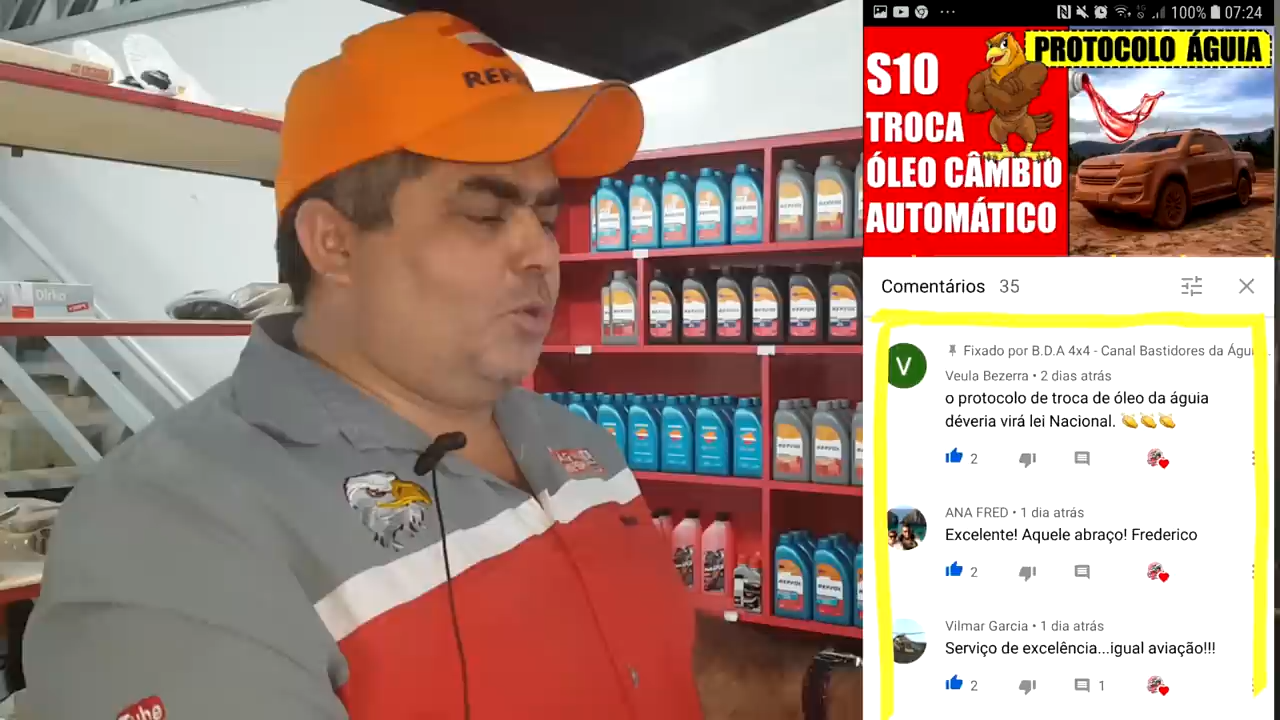 REP
Dirko
Tube
REPSOL
100% 07:24
PROTOCOLO ÁGUIA
S10
TROCA
ÓLEO CÂMBIO
AUTOMÁTICO
Comentários 35
Fixado por B.D.A 4x4 - Canal Bastidores da Águi...
Veula Bezerra • 2 dias atrás
o protocolo de troca de óleo da águia
déveria virá lei Nacional. 👏👏👏
2
ANA FRED • 1 dia atrás
Excelente! Aquele abraço! Frederico
2
Vilmar Garcia • 1 dia atrás
Serviço de excelência...igual aviação!!!
2 1
V